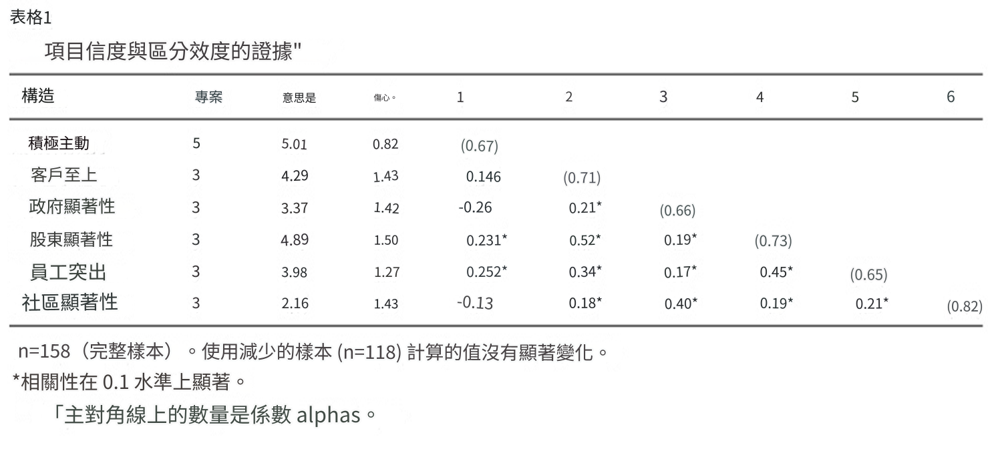 表格1
項目信度與區分效度的證據"
構造 專案 意思是 傷心。 1 2 3 4 5 6
積極主動 5 5.01 0.82 (0.67)
客戶至上 3 4.29 1.43 0.146 (0.71)
政府顯著性 3 3.37 1.42 -0.26 0.21* (0.66)
股東顯著性 3 4.89 1.50 0.231* 0.52* 0.19* (0.73)
員工突出 3 3.98 1.27 0.252* 0.34* 0.17* 0.45* (0.65)
社區顯著性 3 2.16 1.43 -0.13 0.18* 0.40* 0.19* 0.21* (0.82)
n=158（完整樣本）。使用減少的樣本 (n=118) 計算的值沒有顯著變化。
*相關性在 0.1 水準上顯著。
「主對角線上的數量是係數 alphas。